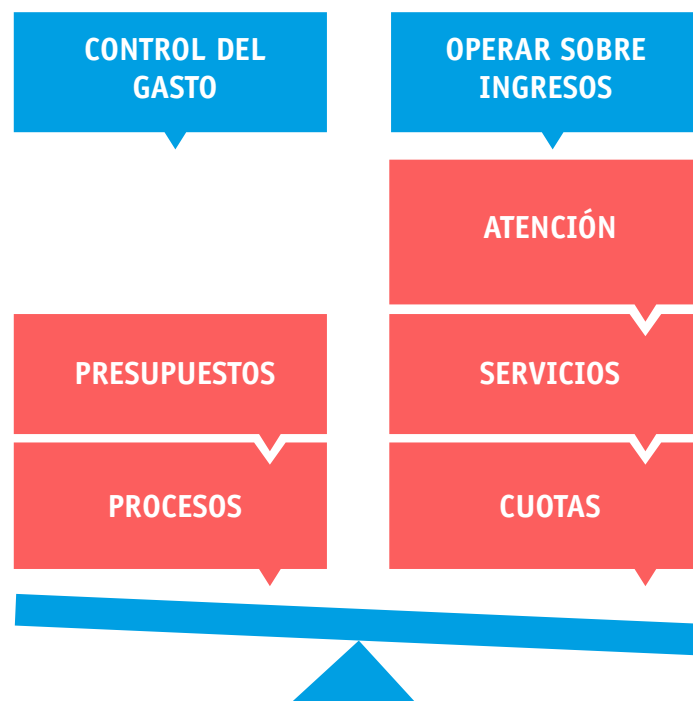 CONTROL DEL
GASTO
OPERAR SOBRE
INGRESOS
ATENCIÓN
PRESUPUESTOS
SERVICIOS
PROCESOS
CUOTAS